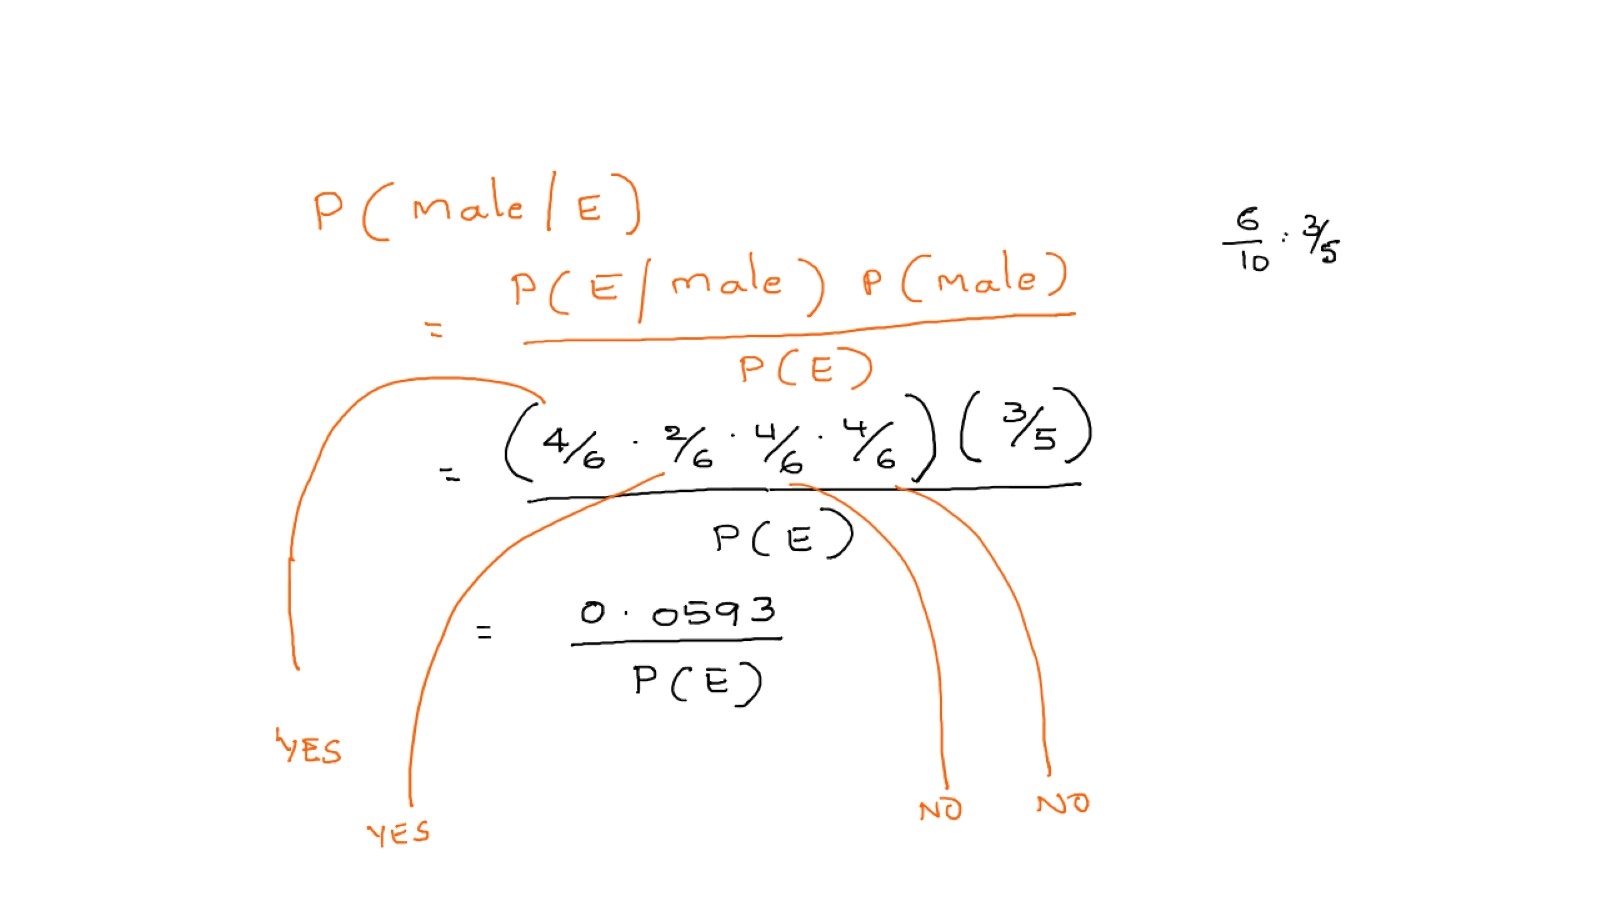 P(male/E)
6/10 : 3/5
= P(E/male) P(male)
P(E)
= (4/6 · 2/6 · 4/6 · 4/6)(3/5)
P(E)
= 0.0593
P(E)
YES
YES
NO
NO